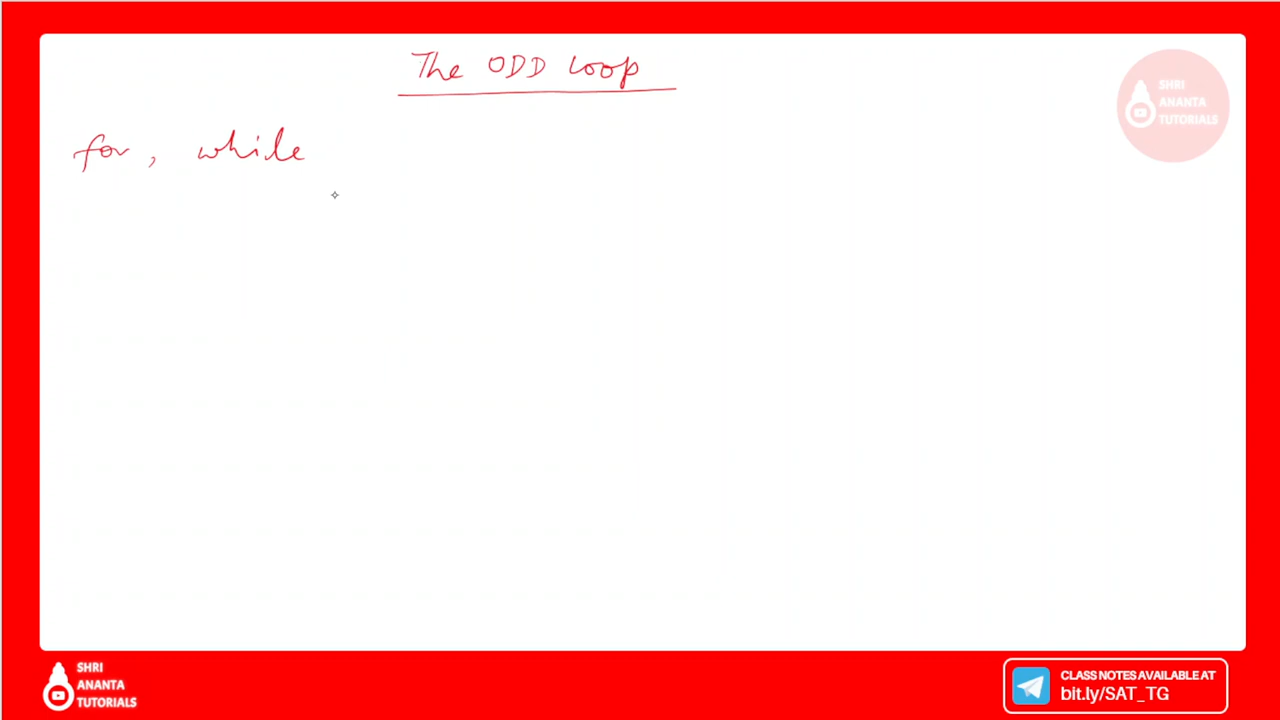 The ODD Loop
SHRI
ANANTA
TUTORIALS
for, while
SHRI
ANANTA
TUTORIALS
CLASS NOTES AVAILABLE AT
bit.ly/SAT_TG